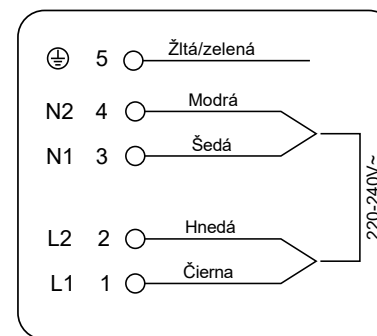 5 Žltá/zelená
N2 4 Modrá
N1 3 Šedá
L2 2 Hnedá
L1 1 Čierna
220-240V~